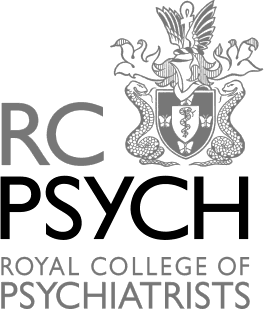 RC
PSYCH
ROYAL COLLEGE OF
PSYCHIATRISTS